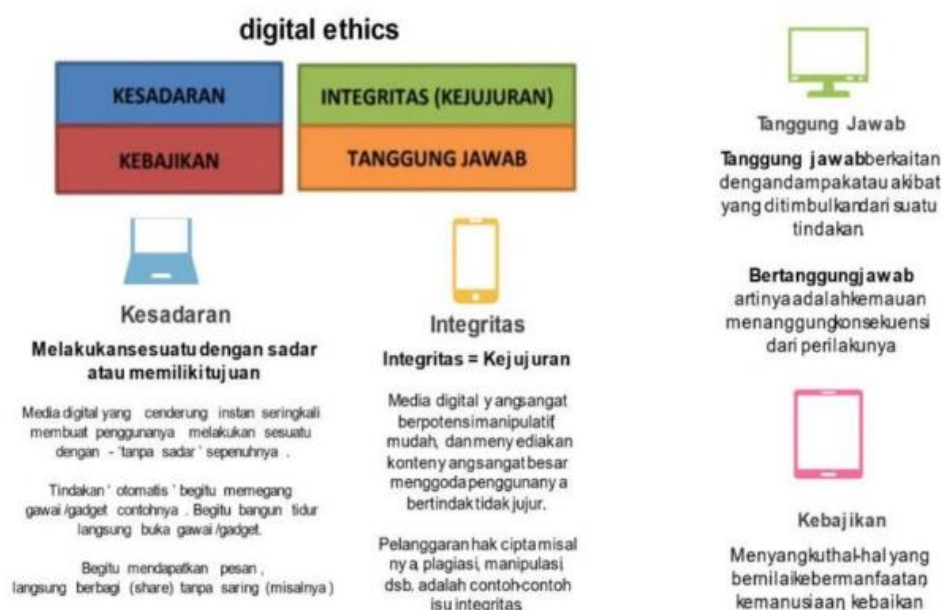 digital ethics
KESADARAN
KEBAJIKAN
INTEGRITAS (KEJUJURAN)
TANGGUNG JAWAB
Kesadaran
Melakukansesuatu dengan sadar
atau memilikitujuan
Media digital yang cenderung instan seringkali
membuat penggunanya melakukan sesuatu
dengan - 'tanpa sadar' sepenuhnya .
Tindakan ' otomatis ' begitu memegang
gawai /gadget contohnya . Begitu bangun tidur
langsung buka gawai /gadget.
Begitu mendapatkan pesan ,
langsung berbagi (share) tanpa saring (misalnya )
Integritas
Integritas = Kejujuran
Media digital y angsangat
berpotensimanipulatif,
mudah, danmeny ediakan
konteny angsangat besar
menggoda penggunany a
bertindak tidak jujur.
Pelanggaran hak cipta misal
ny a, plagiasi, manipulasi,
dsb. adalah contoh-contoh
isu integritas
Tanggung Jawab
Tanggung jawabberkaitan
dengandampakatau akibat
yang ditimbulkandari suatu
tindakan.
Bertanggungjawab
artinyaadalahkemauan
menanggungkonsekuensi
dari perilakunya
Kebajikan
Menyangkuthal-hal yang
bernilaikebermanfaatan,
kemanusiaan, kebaikan